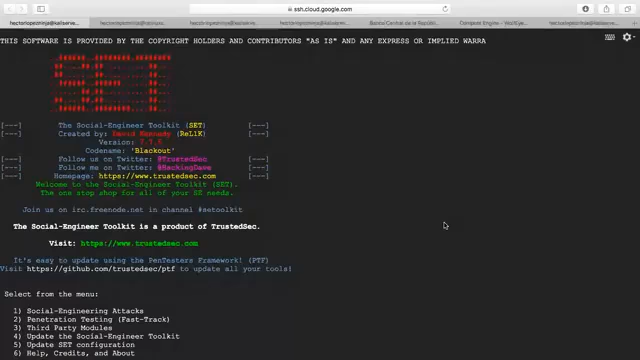 ssh.cloud.google.com
THIS SOFTWARE IS PROVIDED BY THE COPYRIGHT HOLDERS AND CONTRIBUTORS "AS IS" AND ANY EXPRESS OR IMPLIED WARRA
[---] The Social-Engineer Toolkit (SET) [---]
[---] Created by: David Kennedy (ReL1K) [---]
Version:
Codename: 'Blackout'
[---] Follow us on Twitter: @TrustedSec [---]
[---] Follow me on Twitter: @HackingDave [---]
[---] Homepage: https://www.trustedsec.com [---]
Welcome to the Social-Engineer Toolkit (SET).
The one stop shop for all of your SE needs.
Join us on irc.freenode.net in channel #setoolkit
The Social-Engineer Toolkit is a product of TrustedSec.
Visit: https://www.trustedsec.com
It's easy to update using the PenTesters Framework! (PTF)
Visit https://github.com/trustedsec/ptf to update all your tools!
Select from the menu:
1) Social-Engineering Attacks
2) Penetration Testing (Fast-Track)
3) Third Party Modules
4) Update the Social-Engineer Toolkit
5) Update SET configuration
6) Help, Credits, and About